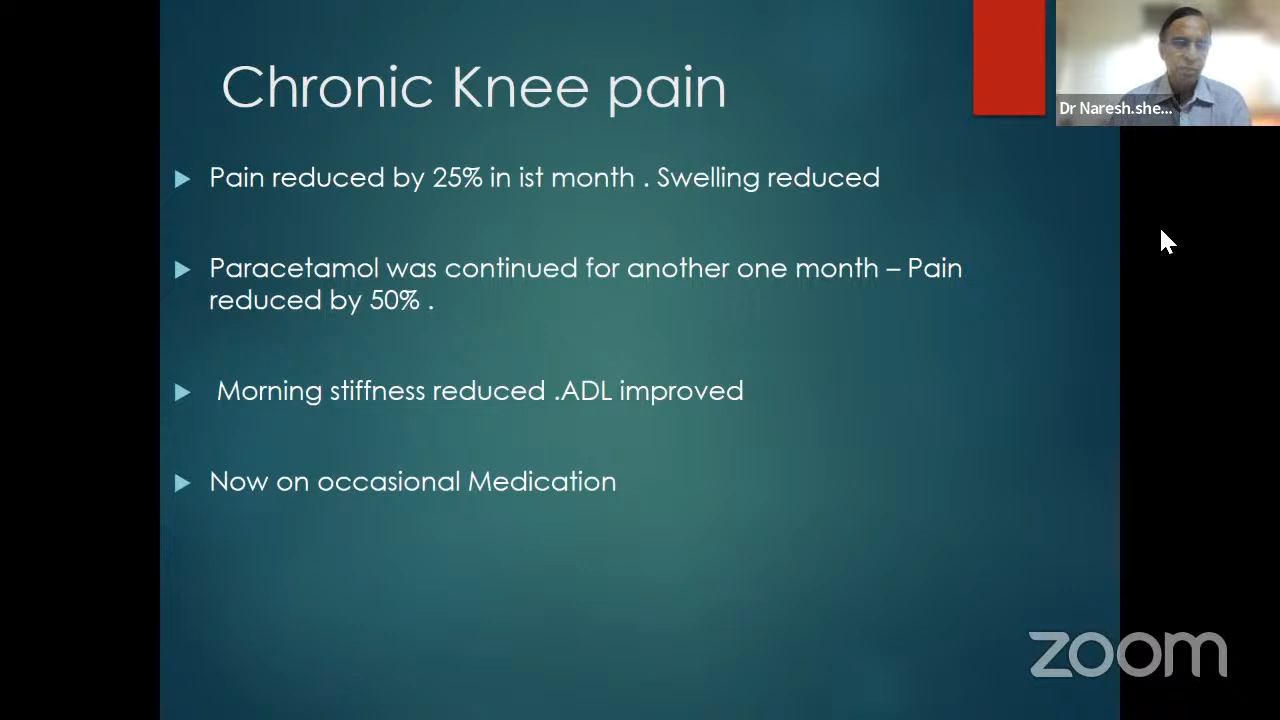 Chronic Knee pain
Dr Naresh.she...
Pain reduced by 25% in ist month . Swelling reduced
Paracetamol was continued for another one month – Pain
reduced by 50% .
Morning stiffness reduced .ADL improved
Now on occasional Medication
zoom